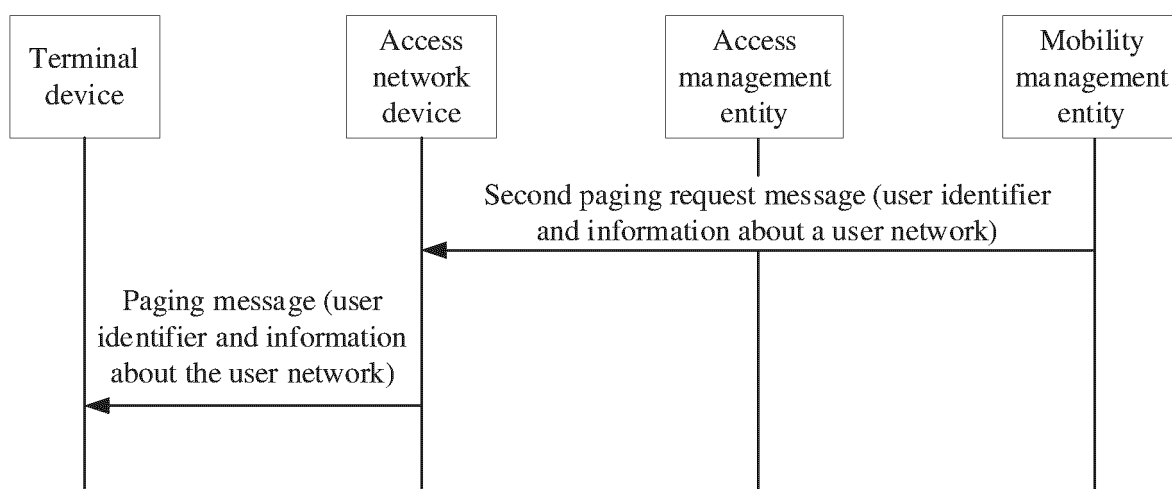 Terminal
device
Access
network
device
Access
management
entity
Mobility
management
entity
Second paging request message (user identifier
and information about a user network)
Paging message (user
identifier and information
about the user network)